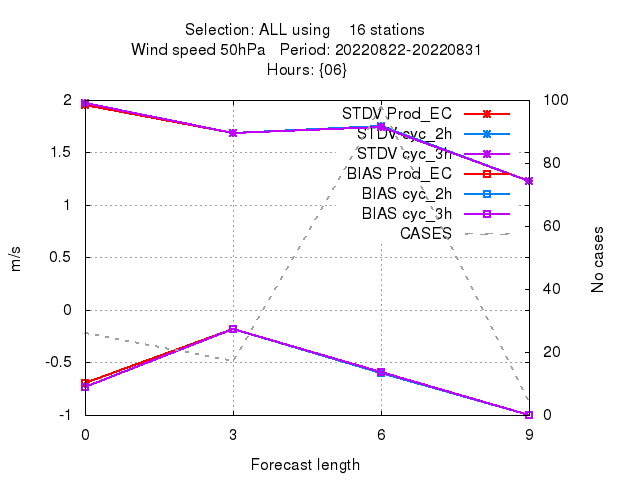 Selection: ALL using    16 stations
Wind speed 50hPa   Period: 20220822-20220831
Hours: {06}
2
1.5
1
0.5
0
-0.5
-1
m/s
STDV Prod_EC
STDV cyc_2h
STDV cyc_3h
BIAS Prod_EC
BIAS cyc_2h
BIAS cyc_3h
CASES
100
80
60
40
20
0
No cases
0 3 6 9
Forecast length